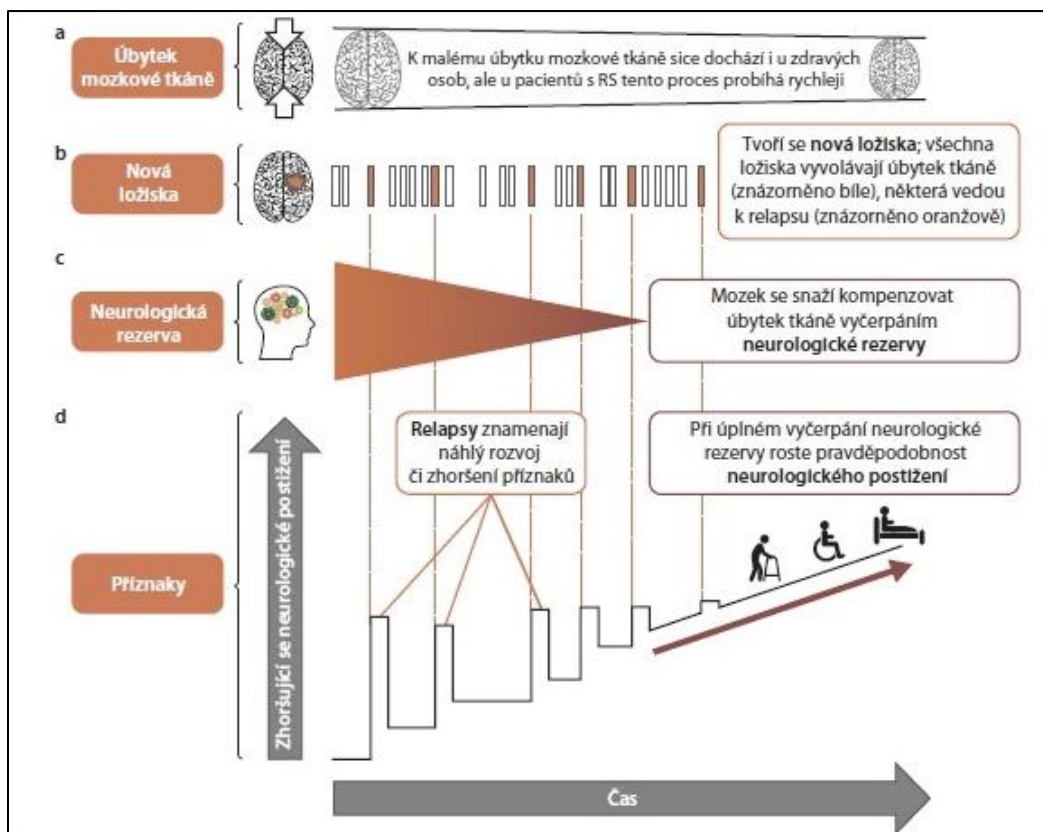 a
Úbytek
mozkové tkáně
K malému úbytku mozkové tkáně sice dochází i u zdravých
osob, ale u pacientů s RS tento proces probíhá rychleji
b
Nová
ložiska
Tvoří se nová ložiska; všechna
ložiska vyvolávají úbytek tkáně
(znázorněno bíle), některá vedou
k relapsu (znázorněno oranžově)
c
Neurologická
rezerva
Mozek se snaží kompenzovat
úbytek tkáně vyčerpáním
neurologické rezervy
d
Příznaky
Zhoršující se neurologické postižení
Relapsy znamenají
náhlý rozvoj
či zhoršení příznaků
Při úplném vyčerpání neurologické
rezervy roste pravděpodobnost
neurologického postižení
Čas